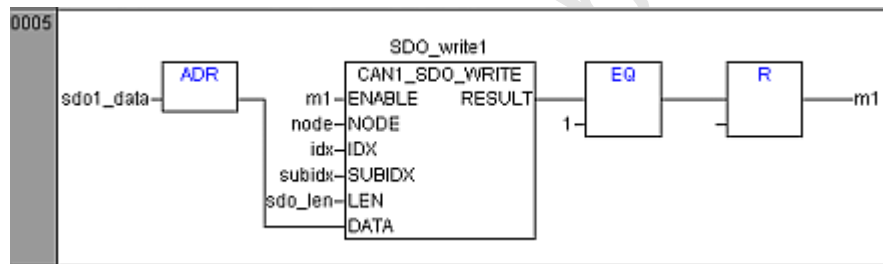 0005
SDO_write1
ADR CAN1_SDO_WRITE EQ R
sdo1_data m1 ENABLE RESULT m1
node NODE 1
idx IDX
subidx SUBIDX
sdo_len LEN
DATA